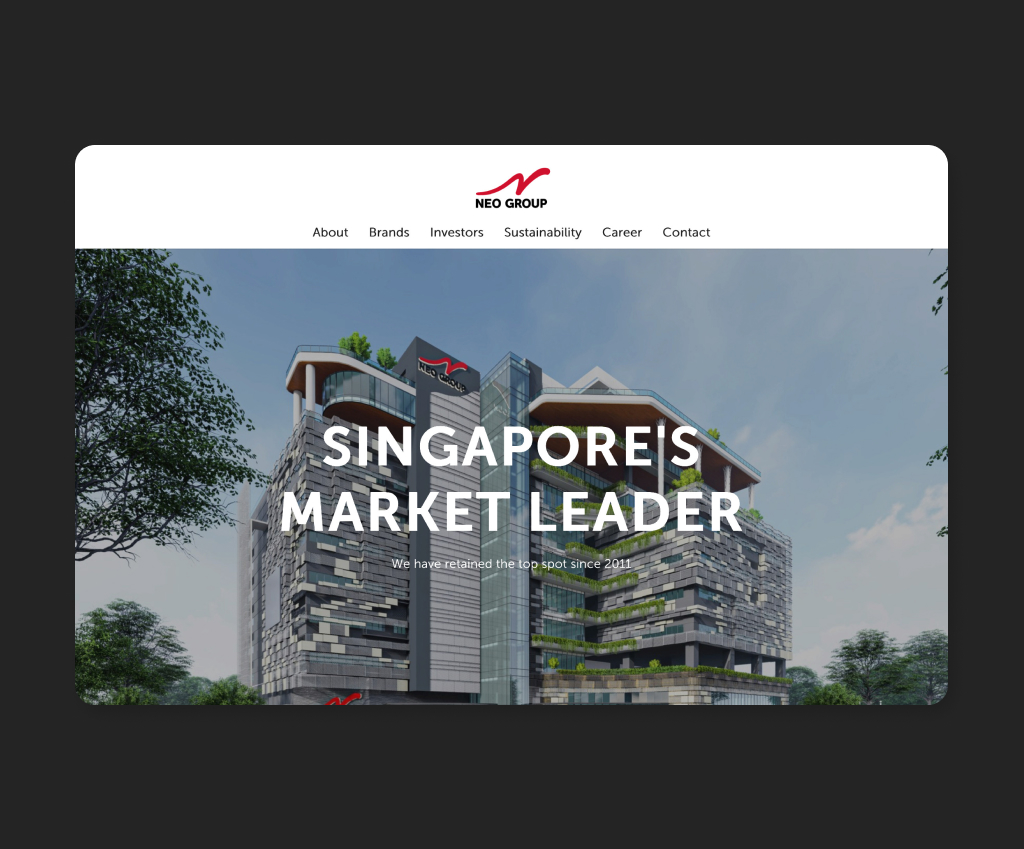 NEO GROUP
About Brands Investors Sustainability Career Contact
NEO GROUP
SINGAPORE'S
MARKET LEADER
We have retained the top spot since 2011